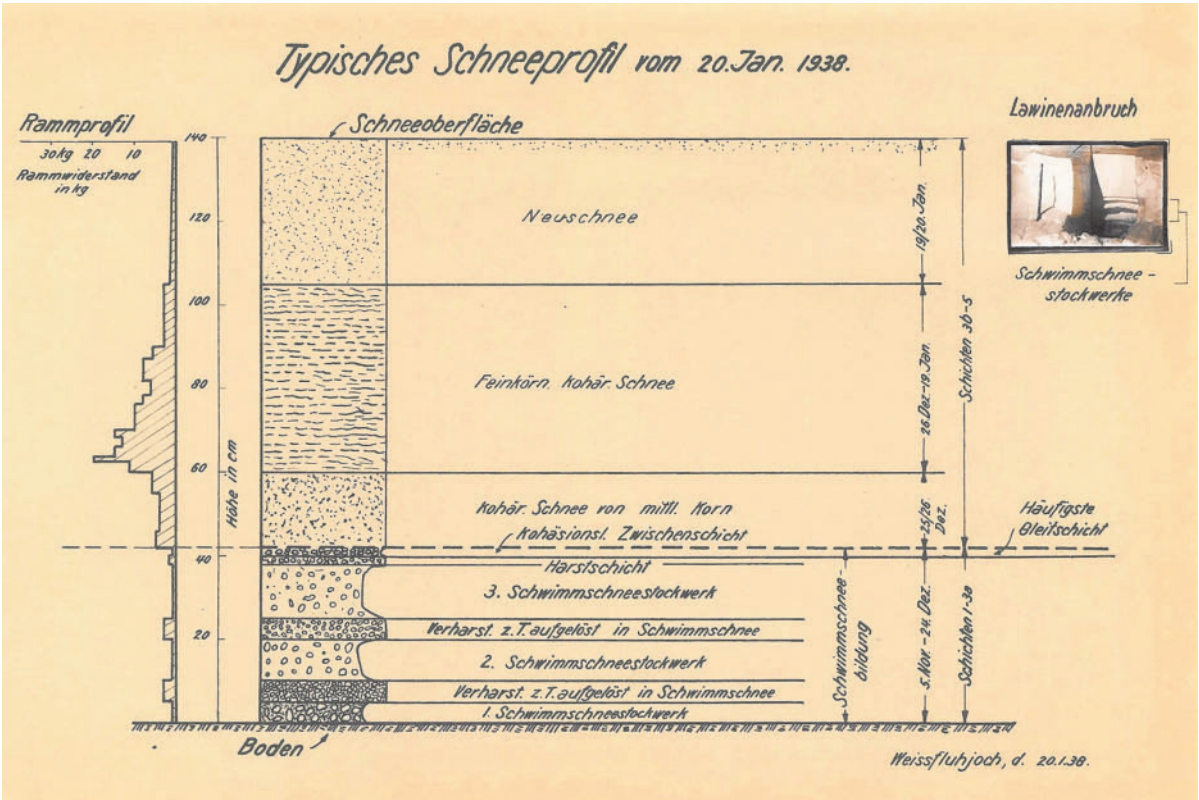 Typisches Schneeprofil vom 20. Jan. 1938.
Rammprofil
30kg 20 10
Rammwiderstand
in kg
Höhe in cm
140
120
100
80
60
40
20
Schneeoberfläche
Neuschnee
Feinkörn. kohär. Schnee
kohär. Schnee von mittl. Korn
Kohäsionsl. Zwischenschicht
Harstschicht
3. Schwimmschneestockwerk
Verharst. z.T. aufgelöst in Schwimmschnee
2. Schwimmschneestockwerk
Verharst. z.T. aufgelöst in Schwimmschnee
1. Schwimmschneestockwerk
Boden
Schwimmschnee-
bildung
19/20. Jan.
26. Dez.-19. Jan.
25/26.
Dez.
5. Nov.-24. Dez.
Schichten 3b-5
Schichten 1-3a
Häufigste
Gleitschicht
Lawinenanbruch
Schwimmschnee-
stockwerke
Weissfluhjoch, d. 20.1.38.